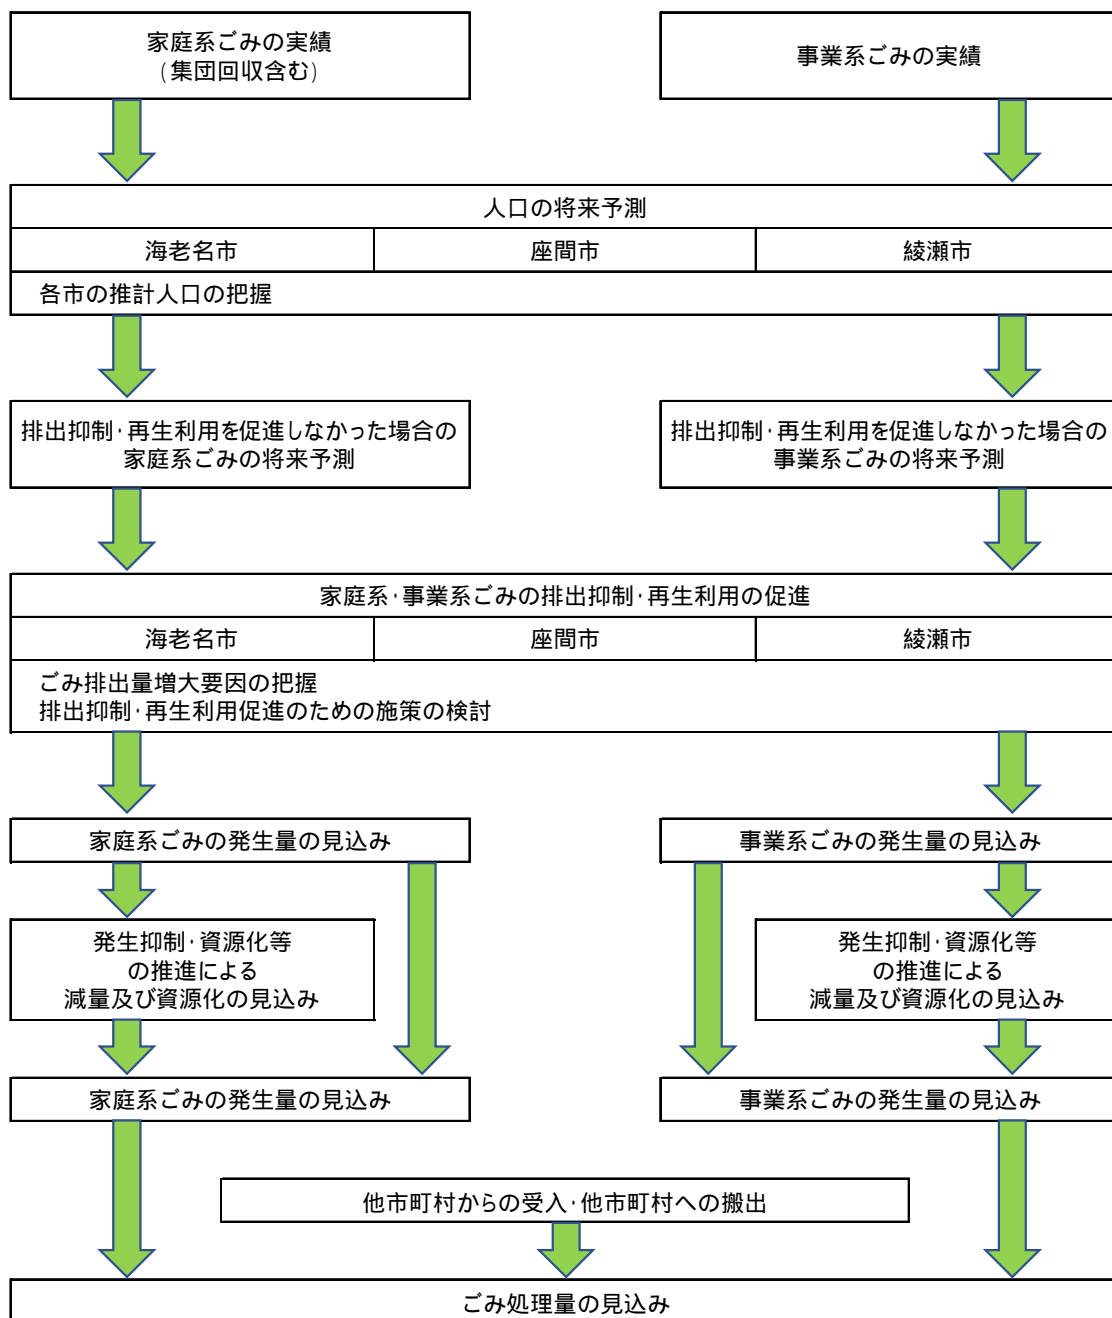 家庭系ごみの実績
(集団回収含む)
事業系ごみの実績
人口の将来予測
海老名市
座間市
綾瀬市
各市の推計人口の把握
排出抑制・再生利用を促進しなかった場合の
家庭系ごみの将来予測
排出抑制・再生利用を促進しなかった場合の
事業系ごみの将来予測
家庭系・事業系ごみの排出抑制・再生利用の促進
海老名市
座間市
綾瀬市
ごみ排出量増大要因の把握
排出抑制・再生利用促進のための施策の検討
家庭系ごみの発生量の見込み
事業系ごみの発生量の見込み
発生抑制・資源化等
の推進による
減量及び資源化の見込み
発生抑制・資源化等
の推進による
減量及び資源化の見込み
家庭系ごみの発生量の見込み
事業系ごみの発生量の見込み
他市町村からの受入・他市町村への搬出
ごみ処理量の見込み